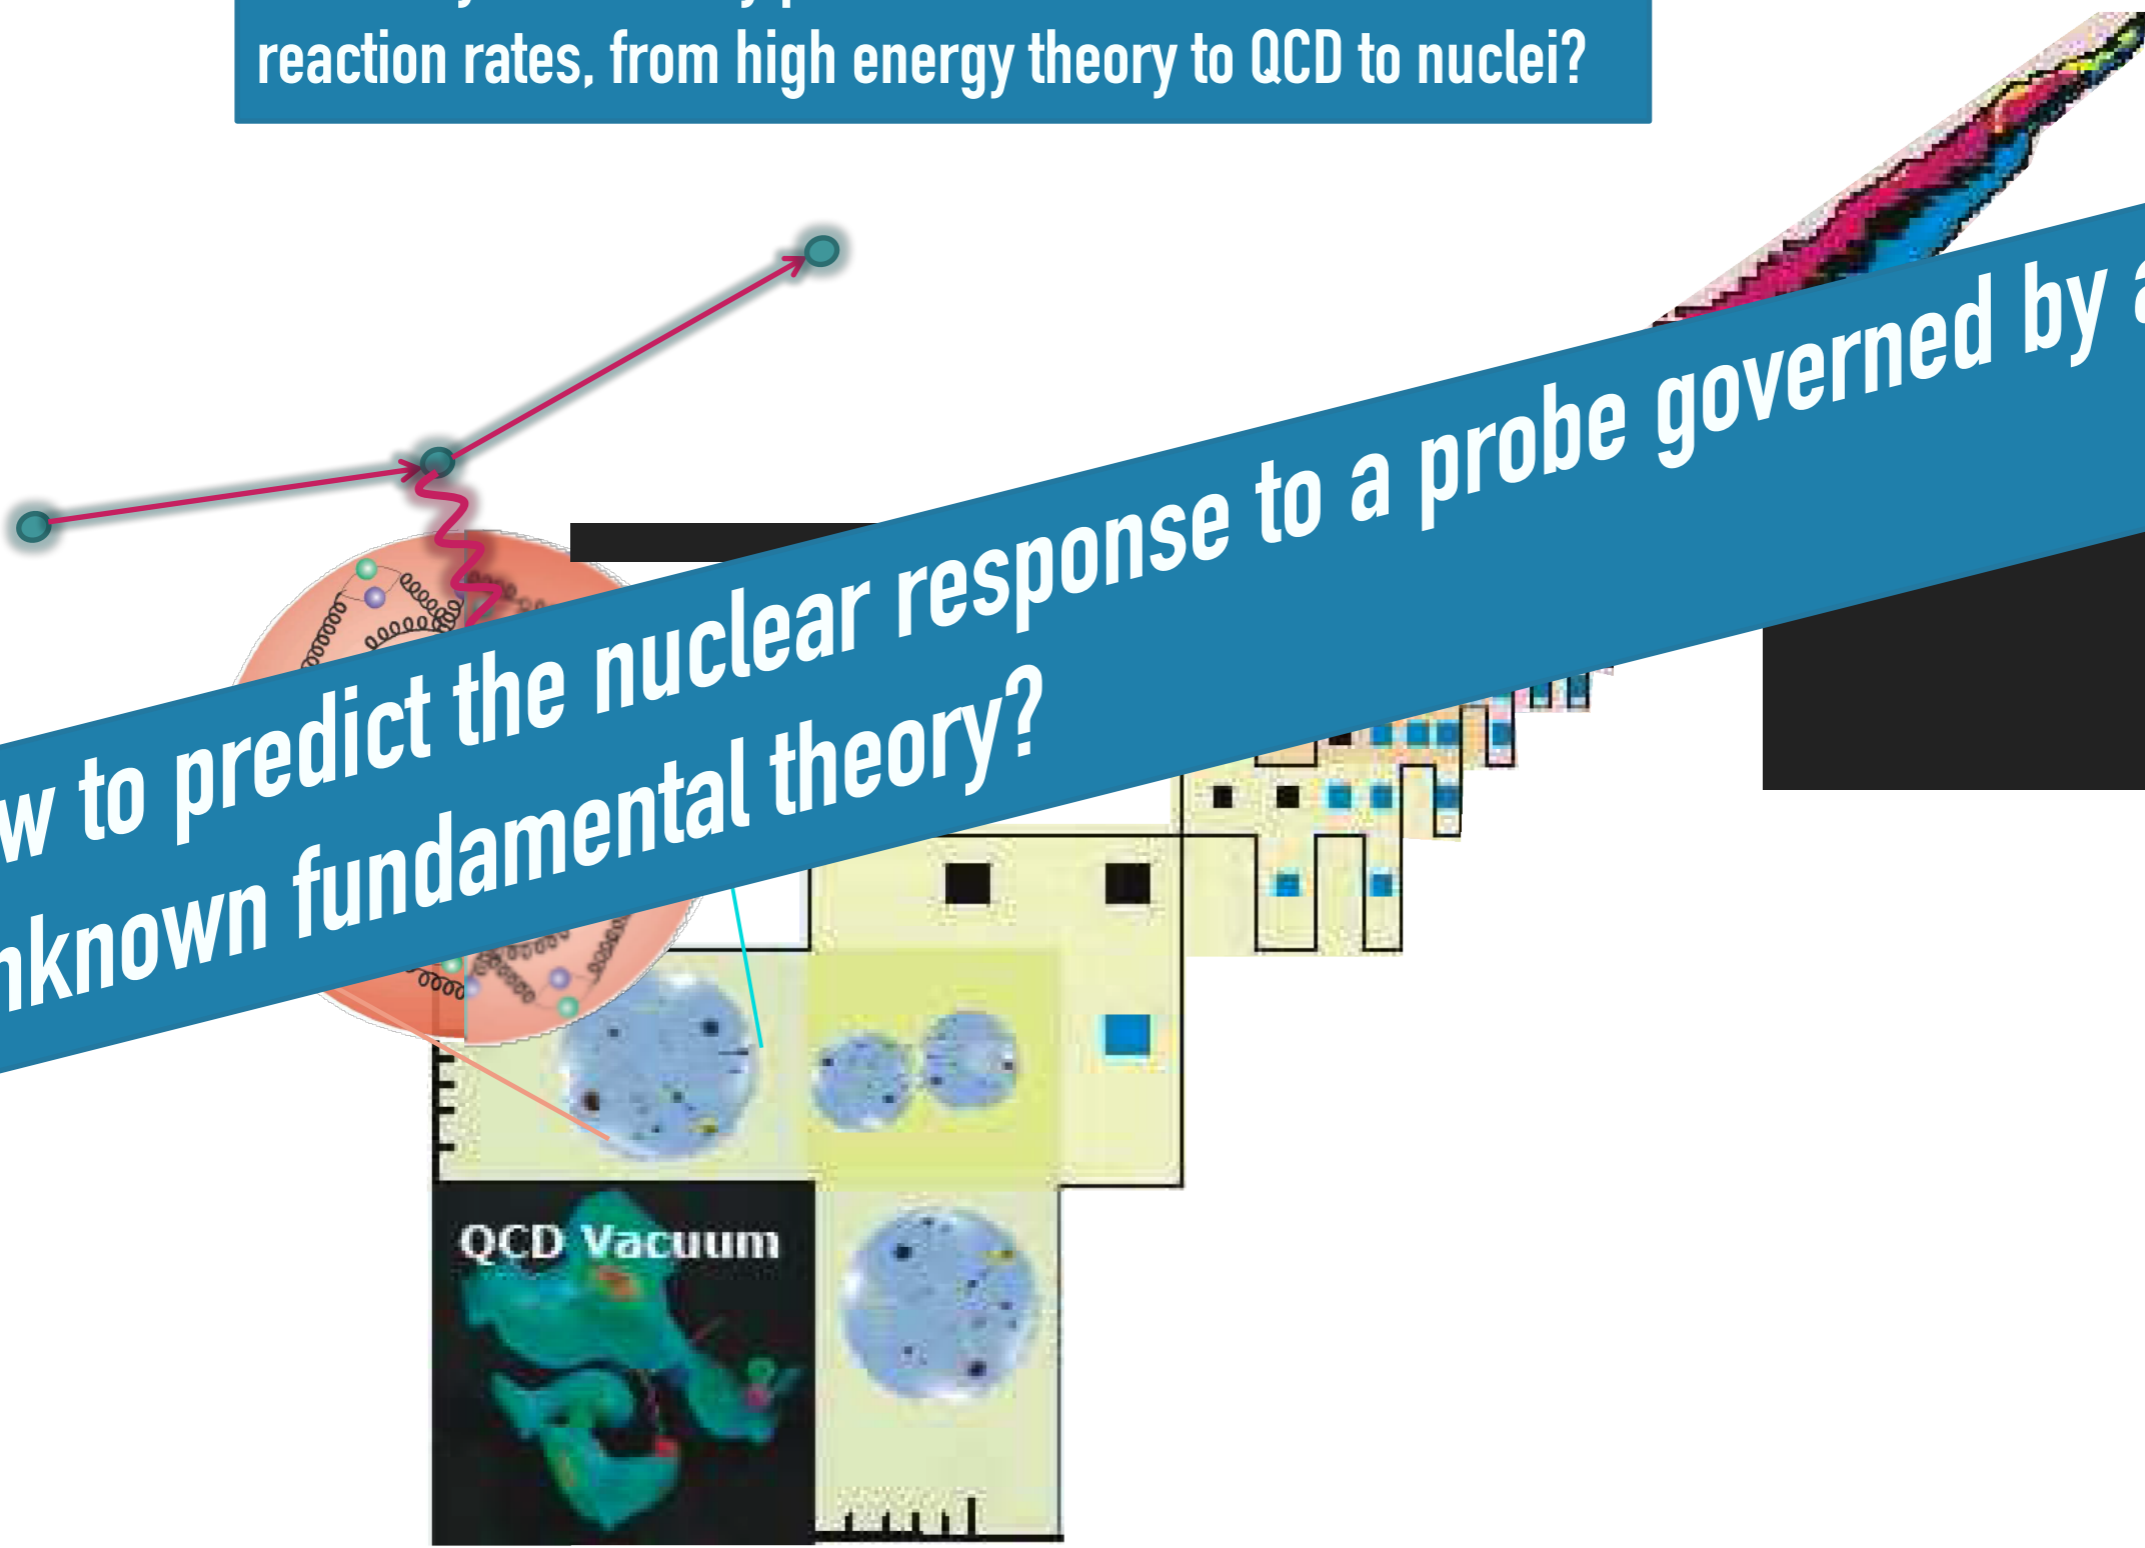 reaction rates, from high energy theory to QCD to nuclei?
to predict the nuclear response to a probe governed by
fundamental theory?
QCD Vacuum